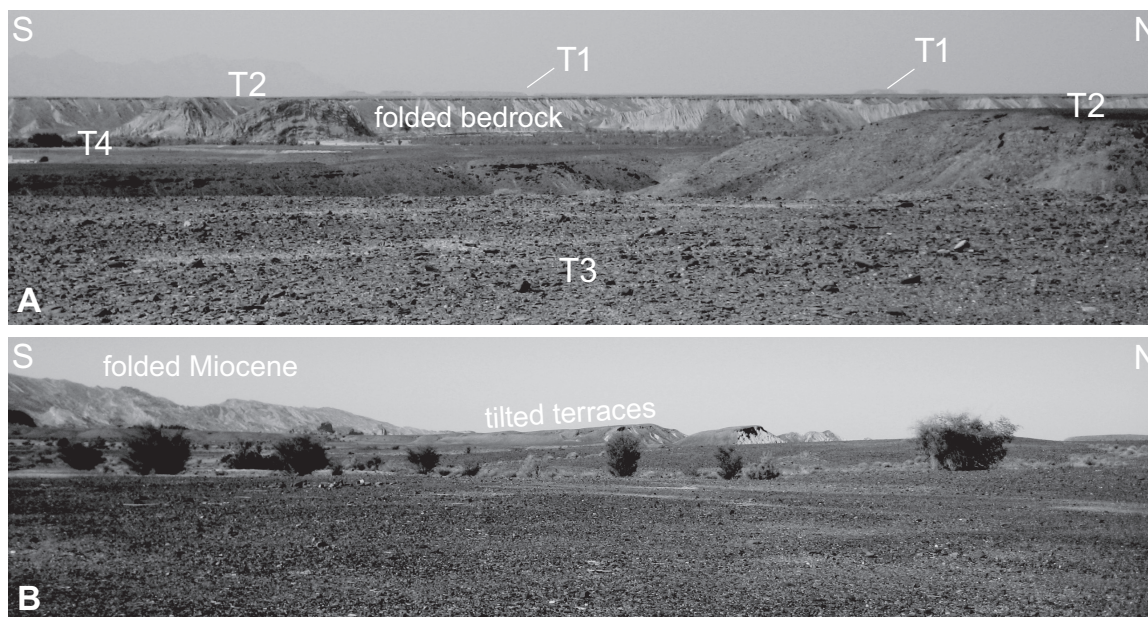 S
N
T1
T1
T2
T2
folded bedrock
T4
T3
A
S
N
folded Miocene
tilted terraces
B